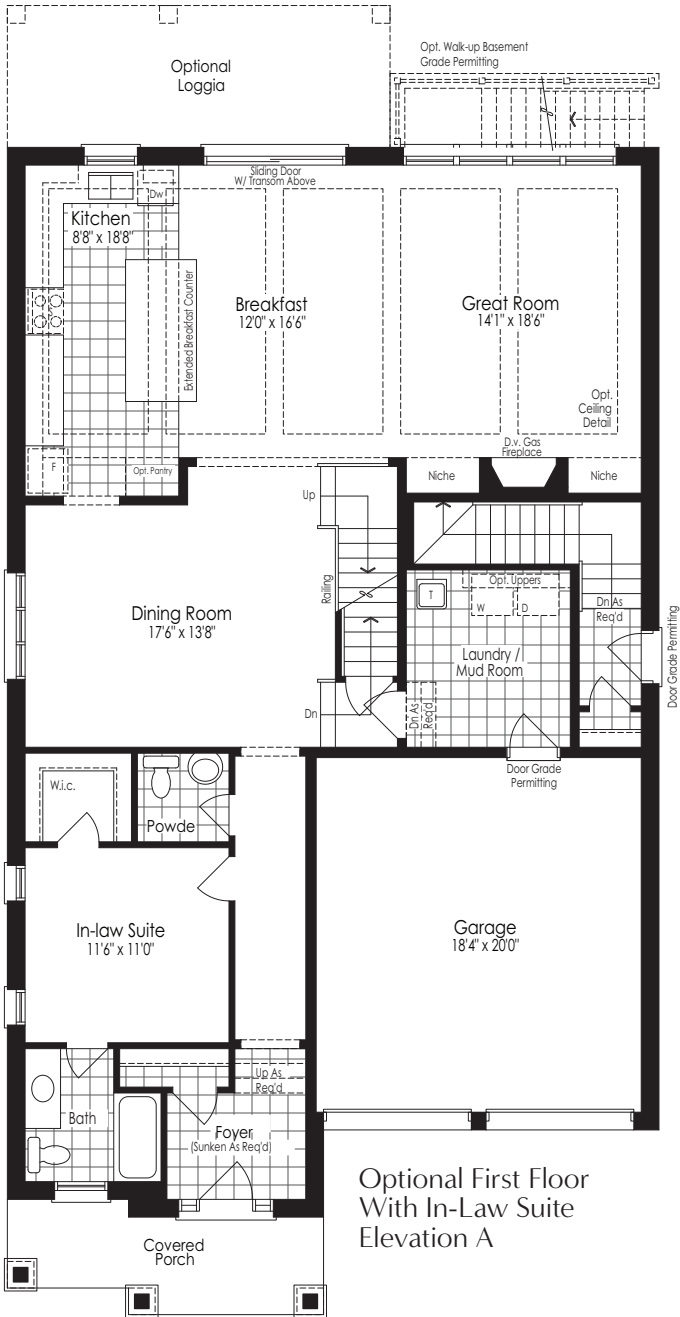 Opt. Walk-up Basement
Grade Permitting
Optional
Loggia
Sliding Door
W/ Transom Above
Dw
Kitchen
8'8" x 18'8"
Extended Breakfast Counter
Breakfast
12'0" x 16'6"
Great Room
14'1" x 18'6"
Opt.
Ceiling
Detail
D.v. Gas
Fireplace
F
Opt. Pantry
Niche
Niche
Up
Railing
Dining Room
17'6" x 13'8"
T
Opt. Uppers
W
D
Dn As
Req'd
Laundry /
Mud Room
Door Grade Permitting
Dn As
Req'd
Dn
Door Grade
Permitting
W.i.c.
Powde
In-law Suite
11'6" x 11'0"
Garage
18'4" x 20'0"
Up As
Req'd
Bath
Foyer
(Sunken As Req'd)
Optional First Floor
With In-Law Suite
Elevation A
Covered
Porch